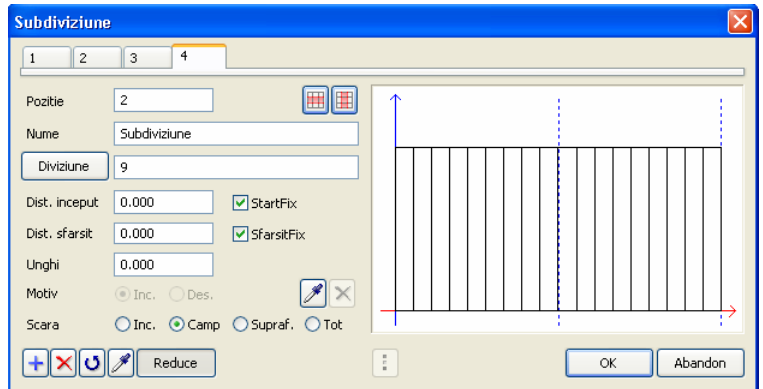 Subdiviziune
1 2 3 4
Pozitie 2
Nume Subdiviziune
Diviziune 9
Dist. inceput 0.000 StartFix
Dist. sfarsit 0.000 SfarsitFix
Unghi 0.000
Motiv Inc. Des.
Scara Inc. Camp Supraf. Tot
Reduce OK Abandon